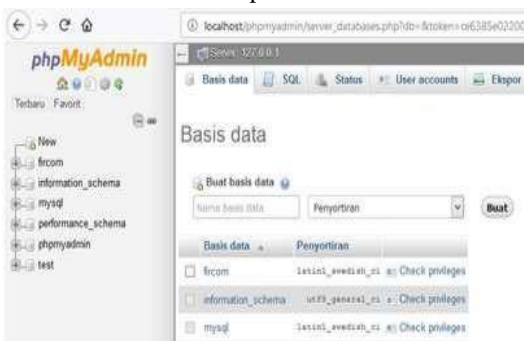 localhost/phpmyadmin/server_databases.php?db=&token=
phpMyAdmin
Terbaru Favorit
New
fircom
information_schema
mysql
performance_schema
phpmyadmin
test
Server: 127.0.0.1
Basis data SQL Status User accounts Ekspor
Basis data
Buat basis data
Nama basis data Penyortiran Buat
Basis data Penyortiran
fircom latin1_swedish_ci Check privileges
information_schema utf8_general_ci Check privileges
mysql latin1_swedish_ci Check privileges